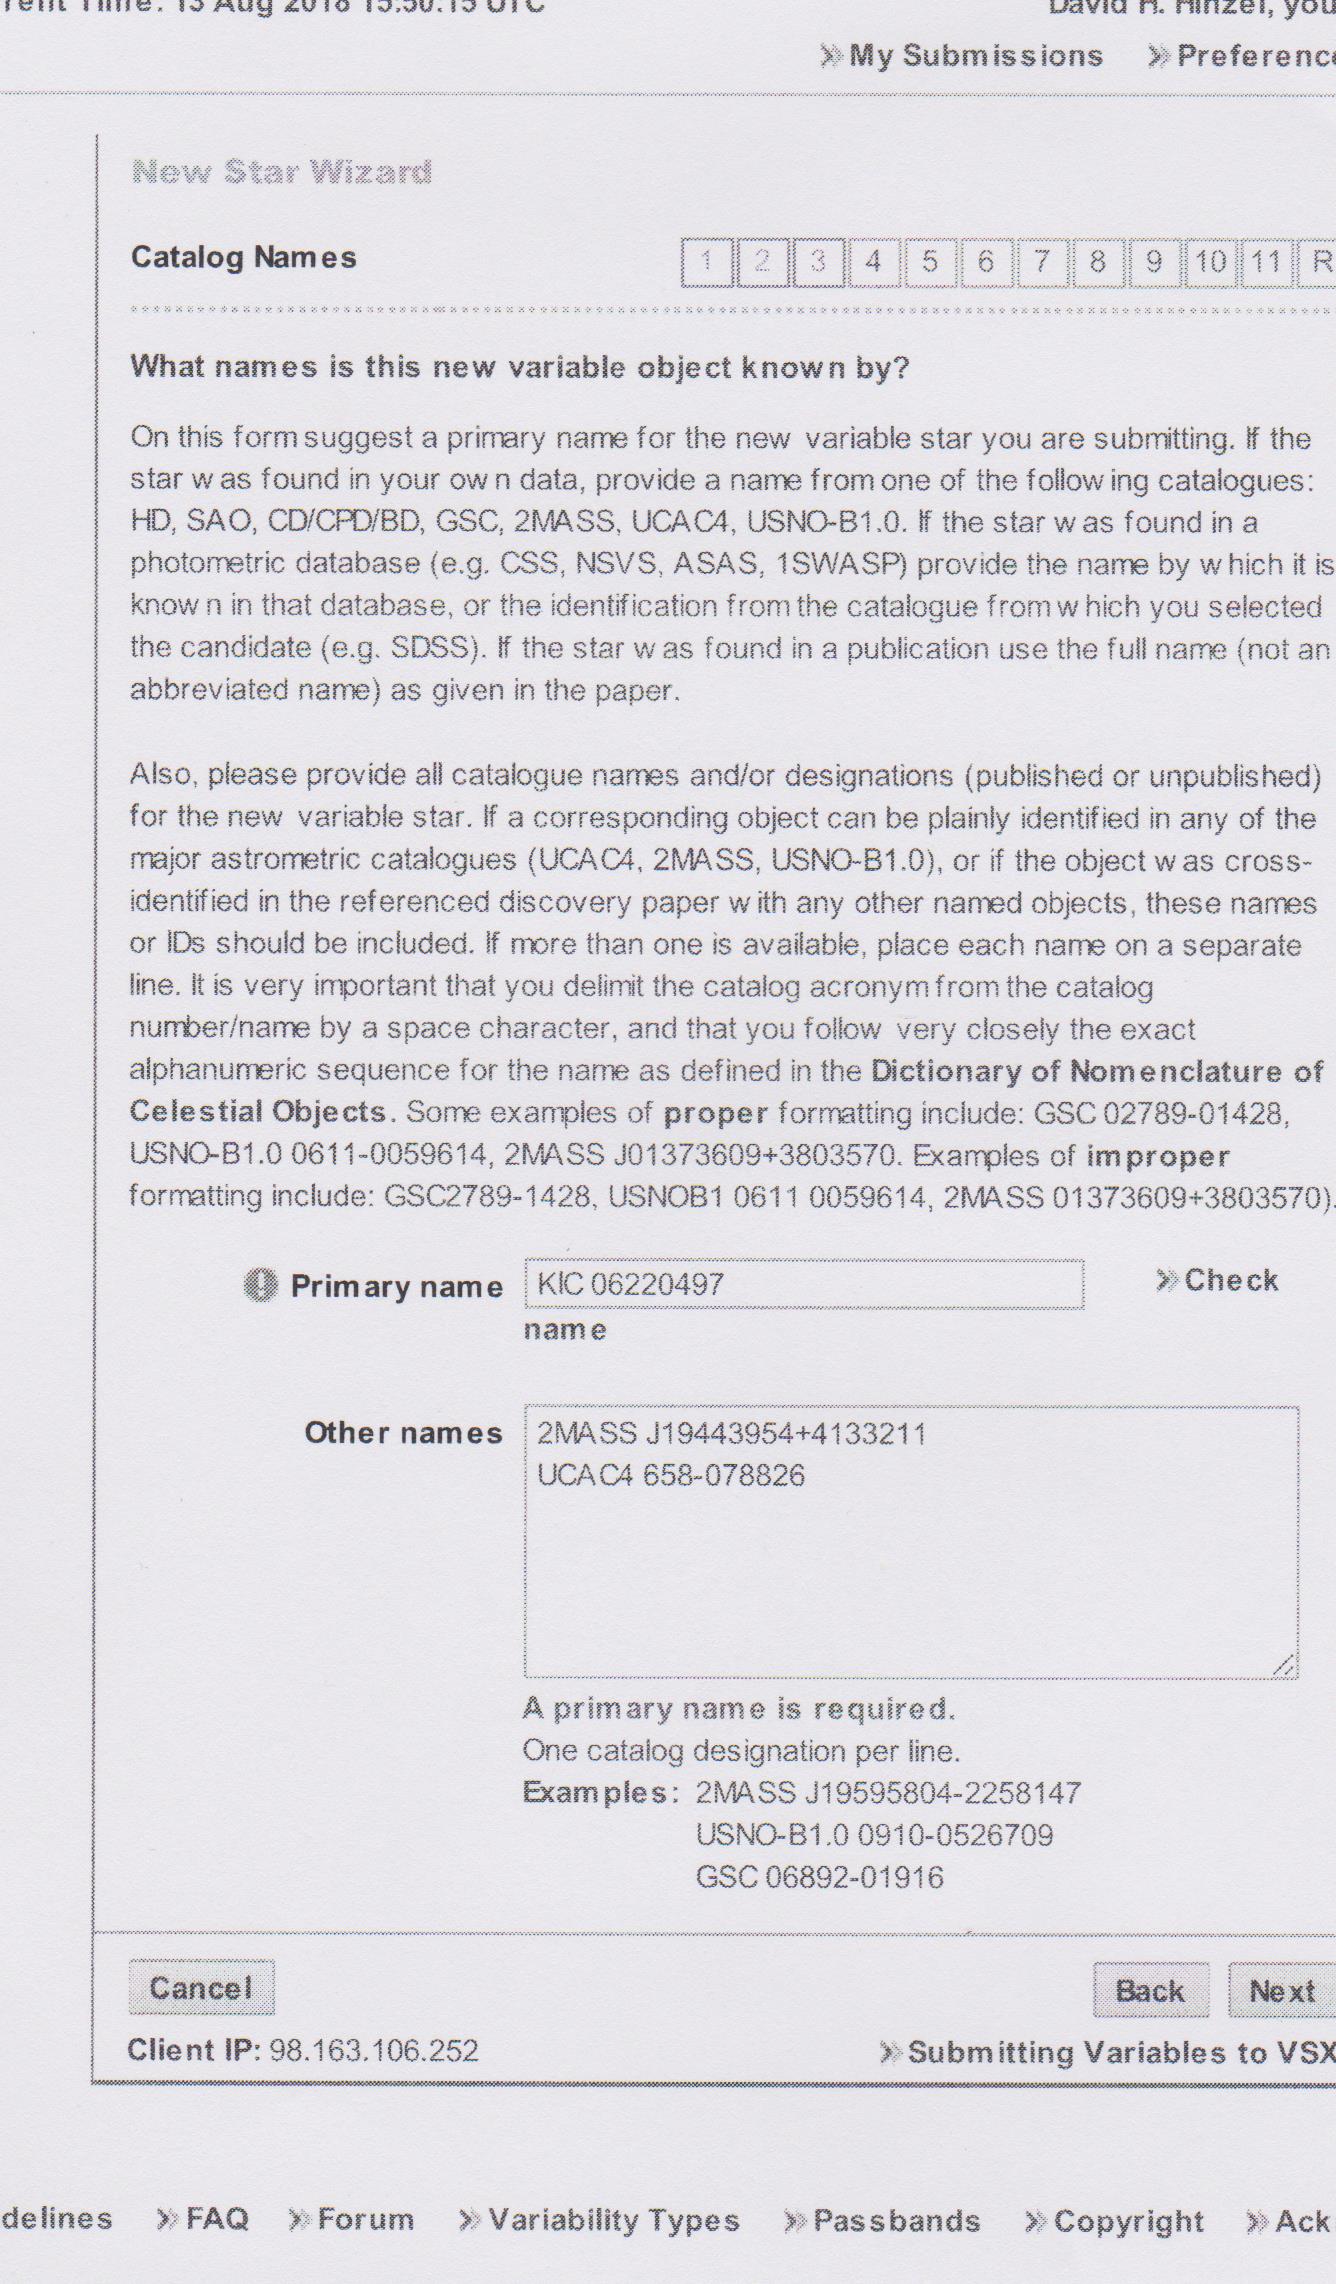 Time: 13 Aug 2018 15:50:15 UTC
David H. Hinzel, you
My Submissions Preference
New Star Wizard
Catalog Names 1 2 3 4 5 6 7 8 9 10 11 R
What names is this new variable object known by?
On this form suggest a primary name for the new variable star you are submitting. If the
star was found in your own data, provide a name from one of the following catalogues:
HD, SAO, CD/CPD/BD, GSC, 2MASS, UCAC4, USNO-B1.0. If the star was found in a
photometric database (e.g. CSS, NSVS, ASAS, 1SWASP) provide the name by which it is
known in that database, or the identification from the catalogue from which you selected
the candidate (e.g. SDSS). If the star was found in a publication use the full name (not an
abbreviated name) as given in the paper.
Also, please provide all catalogue names and/or designations (published or unpublished)
for the new variable star. If a corresponding object can be plainly identified in any of the
major astrometric catalogues (UCAC4, 2MASS, USNO-B1.0), or if the object was cross-
identified in the referenced discovery paper with any other named objects, these names
or IDs should be included. If more than one is available, place each name on a separate
line. It is very important that you delimit the catalog acronym from the catalog
number/name by a space character, and that you follow very closely the exact
alphanumeric sequence for the name as defined in the Dictionary of Nomenclature of
Celestial Objects. Some examples of proper formatting include: GSC 02789-01428,
USNO-B1.0 0611-0059614, 2MASS J01373609+3803570. Examples of improper
formatting include: GSC2789-1428, USNOB1 0611 0059614, 2MASS 01373609+3803570).
Primary name KIC 06220497 Check
name
Other names 2MASS J19443954+4133211
UCAC4 658-078826
A primary name is required.
One catalog designation per line.
Examples: 2MASS J19595804-2258147
USNO-B1.0 0910-0526709
GSC 06892-01916
Cancel Back Next
Client IP: 98.163.106.252 Submitting Variables to VSX
delines FAQ Forum Variability Types Passbands Copyright Ack